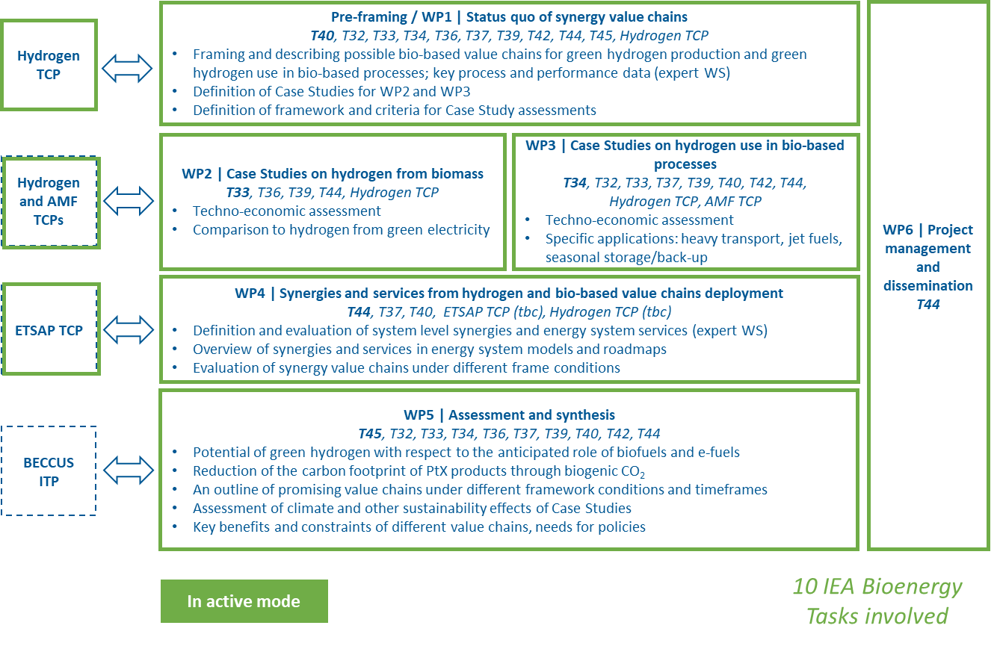 Hydrogen
TCP
Pre-framing / WP1 | Status quo of synergy value chains
T40, T32, T33, T34, T36, T37, T39, T42, T44, T45, Hydrogen TCP
• Framing and describing possible bio-based value chains for green hydrogen production and green
hydrogen use in bio-based processes; key process and performance data (expert WS)
• Definition of Case Studies for WP2 and WP3
• Definition of framework and criteria for Case Study assessments
Hydrogen
and AMF
TCPs
WP2 | Case Studies on hydrogen from biomass
T33, T36, T39, T44, Hydrogen TCP
• Techno-economic assessment
• Comparison to hydrogen from green electricity
WP3 | Case Studies on hydrogen use in bio-based
processes
T34, T32, T33, T37, T39, T40, T42, T44,
Hydrogen TCP, AMF TCP
• Techno-economic assessment
• Specific applications: heavy transport, jet fuels,
seasonal storage/back-up
ETSAP TCP
WP4 | Synergies and services from hydrogen and bio-based value chains deployment
T44, T37, T40, ETSAP TCP (tbc), Hydrogen TCP (tbc)
• Definition and evaluation of system level synergies and energy system services (expert WS)
• Overview of synergies and services in energy system models and roadmaps
• Evaluation of synergy value chains under different frame conditions
BECCUS
ITP
WP5 | Assessment and synthesis
T45, T32, T33, T34, T36, T37, T39, T40, T42, T44
• Potential of green hydrogen with respect to the anticipated role of biofuels and e-fuels
• Reduction of the carbon footprint of PtX products through biogenic CO₂
• An outline of promising value chains under different framework conditions and timeframes
• Assessment of climate and other sustainability effects of Case Studies
• Key benefits and constraints of different value chains, needs for policies
WP6 | Project
management
and
dissemination
T44
In active mode
10 IEA Bioenergy
Tasks involved